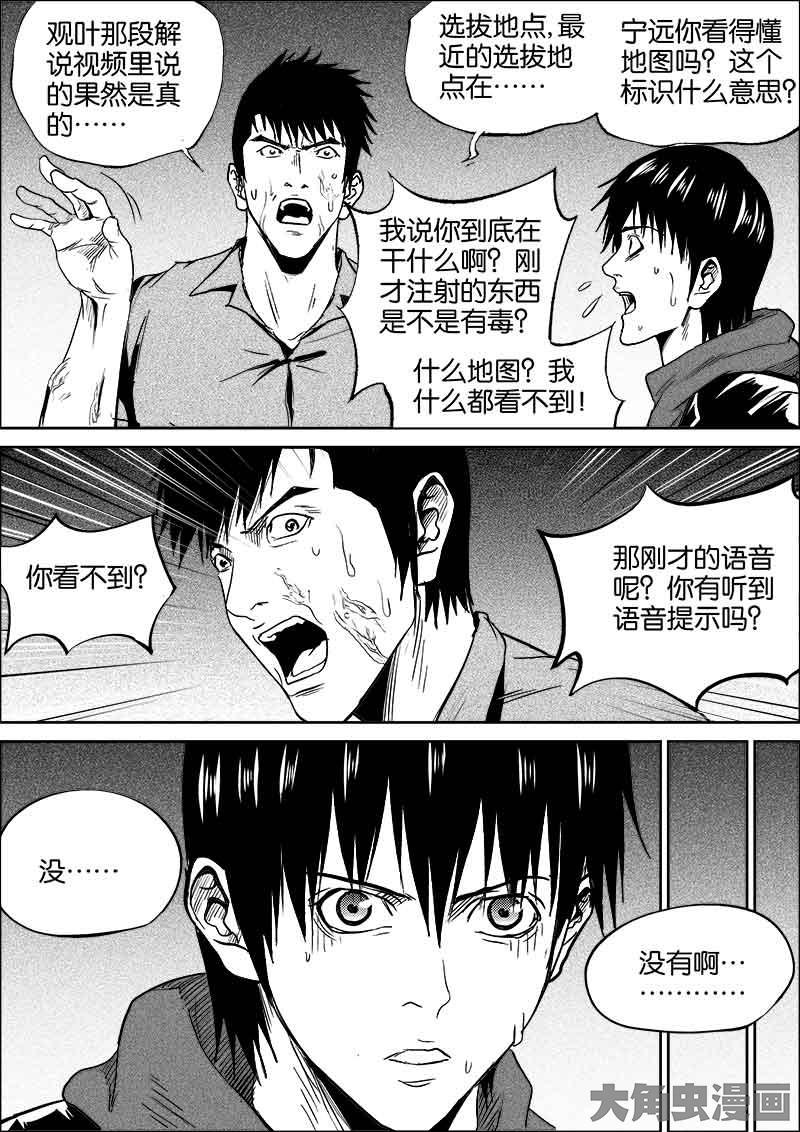 观叶那段解
说视频里说
的果然是真
的……
选拔地点,最
近的选拔地
点在……
宁远你看得懂
地图吗？这个
标识什么意思？
我说你到底在
干什么啊？刚
才注射的东西
是不是有毒？
什么地图？我
什么都看不到！
你看不到？
那刚才的语音
呢？你有听到
语音提示吗？
没……
没有啊…
…………
大角虫漫画